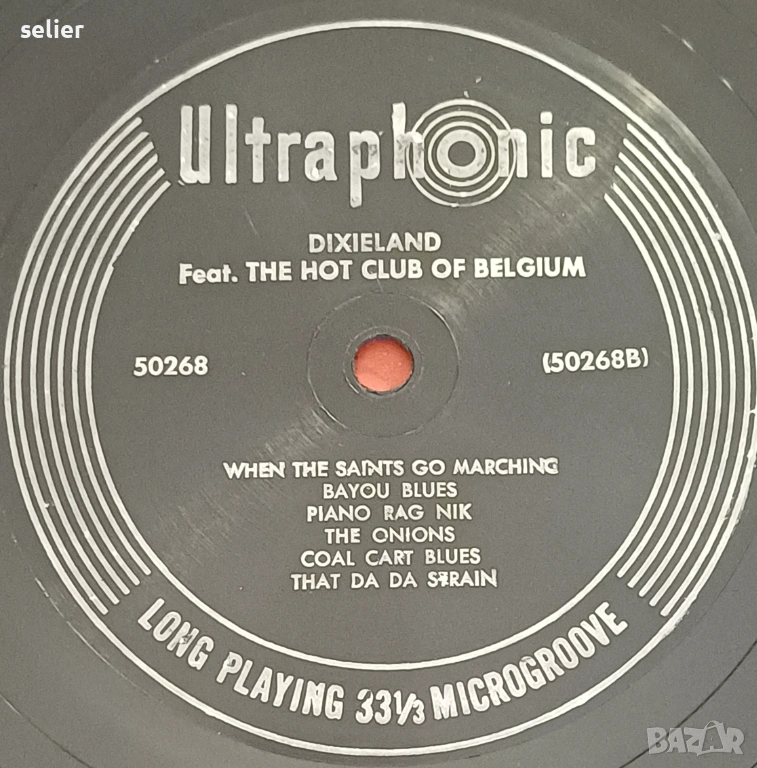 selier
Ultraphonic
DIXIELAND
Feat. THE HOT CLUB OF BELGIUM
50268 (50268B)
WHEN THE SAINTS GO MARCHING
BAYOU BLUES
PIANO RAG NIK
THE ONIONS
COAL CART BLUES
THAT DA DA STRAIN
LONG PLAYING 33⅓ MICROGROOVE
BAZAR